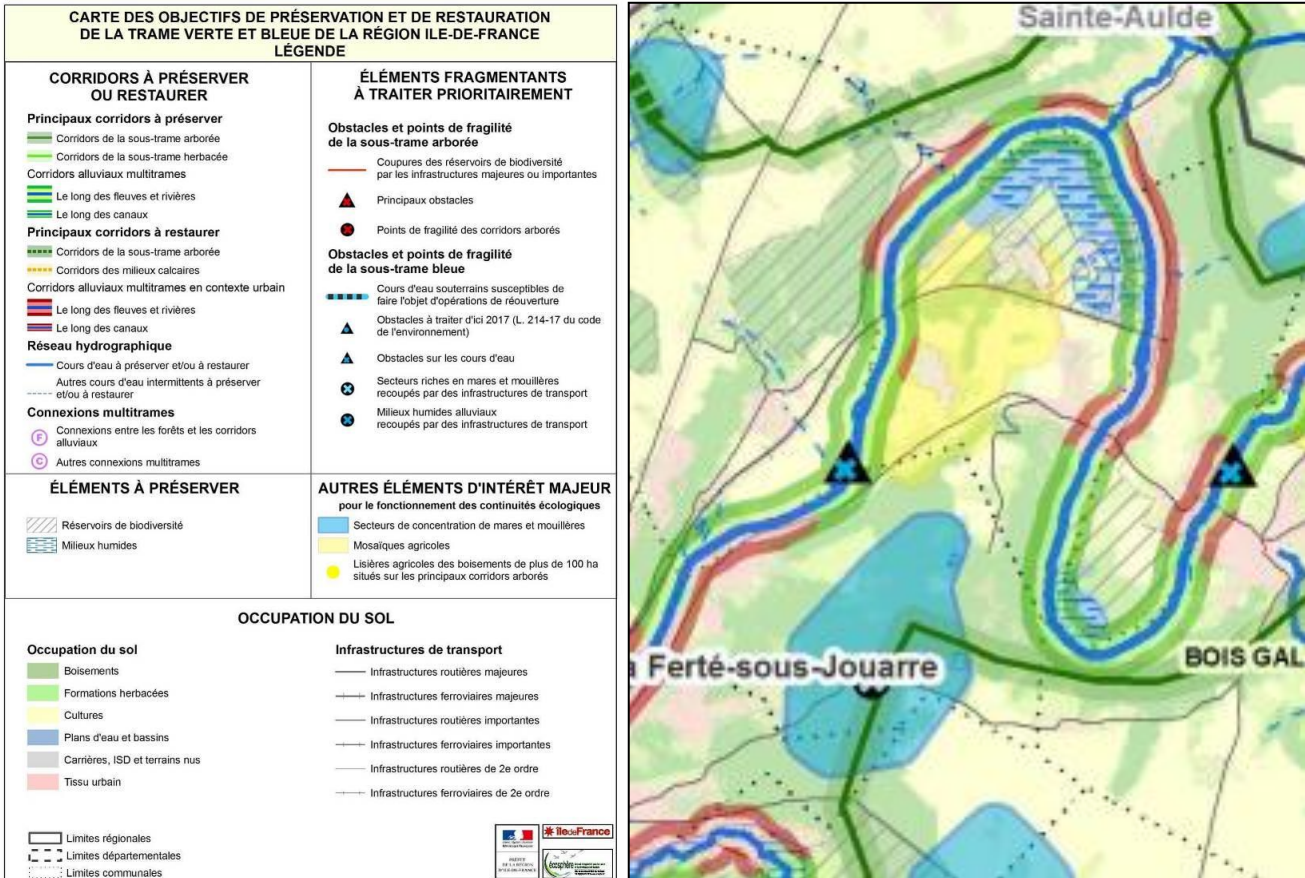 CARTE DES OBJECTIFS DE PRÉSERVATION ET DE RESTAURATION
DE LA TRAME VERTE ET BLEUE DE LA RÉGION ILE-DE-FRANCE
LÉGENDE
CORRIDORS À PRÉSERVER
OU RESTAURER
Principaux corridors à préserver
Corridors de la sous-trame arborée
Corridors de la sous-trame herbacée
Corridors alluviaux multitrames
Le long des fleuves et rivières
Le long des canaux
Principaux corridors à restaurer
Corridors de la sous-trame arborée
Corridors des milieux calcaires
Corridors alluviaux multitrames en contexte urbain
Le long des fleuves et rivières
Le long des canaux
Réseau hydrographique
Cours d'eau à préserver et/ou à restaurer
Autres cours d'eau intermittents à préserver
et/ou à restaurer
Connexions multitrames
F
Connexions entre les forêts et les corridors
alluviaux
C
Autres connexions multitrames
ÉLÉMENTS FRAGMENTANTS
À TRAITER PRIORITAIREMENT
Obstacles et points de fragilité
de la sous-trame arborée
Coupures des réservoirs de biodiversité
par les infrastructures majeures ou importantes
Principaux obstacles
Points de fragilité des corridors arborés
Obstacles et points de fragilité
de la sous-trame bleue
Cours d'eau souterrains susceptibles de
faire l'objet d'opérations de réouverture
Obstacles à traiter d'ici 2017 (L. 214-17 du code
de l'environnement)
Obstacles sur les cours d'eau
Secteurs riches en mares et mouillères
recoupés par des infrastructures de transport
Milieux humides alluviaux
recoupés par des infrastructures de transport
ÉLÉMENTS À PRÉSERVER
Réservoirs de biodiversité
Milieux humides
AUTRES ÉLÉMENTS D'INTÉRÊT MAJEUR
pour le fonctionnement des continuités écologiques
Secteurs de concentration de mares et mouillères
Mosaïques agricoles
Lisières agricoles des boisements de plus de 100 ha
situés sur les principaux corridors arborés
OCCUPATION DU SOL
Occupation du sol
Boisements
Formations herbacées
Cultures
Plans d'eau et bassins
Carrières, ISD et terrains nus
Tissu urbain
Infrastructures de transport
Infrastructures routières majeures
Infrastructures ferroviaires majeures
Infrastructures routières importantes
Infrastructures ferroviaires importantes
Infrastructures routières de 2e ordre
Infrastructures ferroviaires de 2e ordre
Limites régionales
Limites départementales
Limites communales
îledeFrance
écosphère
Sainte-Aulde
Ferté-sous-Jouarre
BOIS GAL